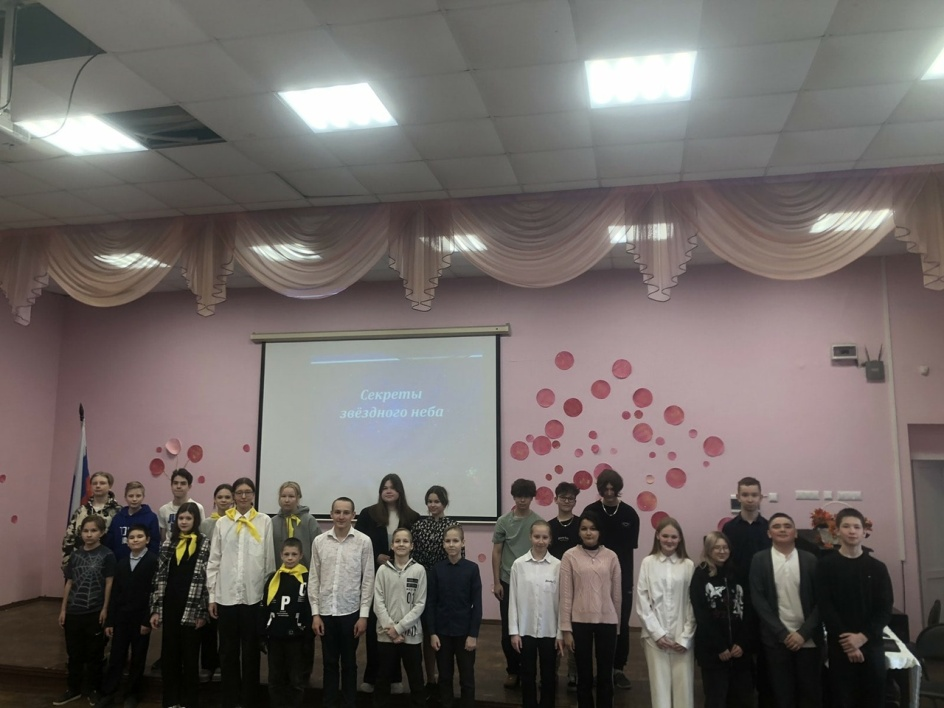 Секреты
звёздного неба